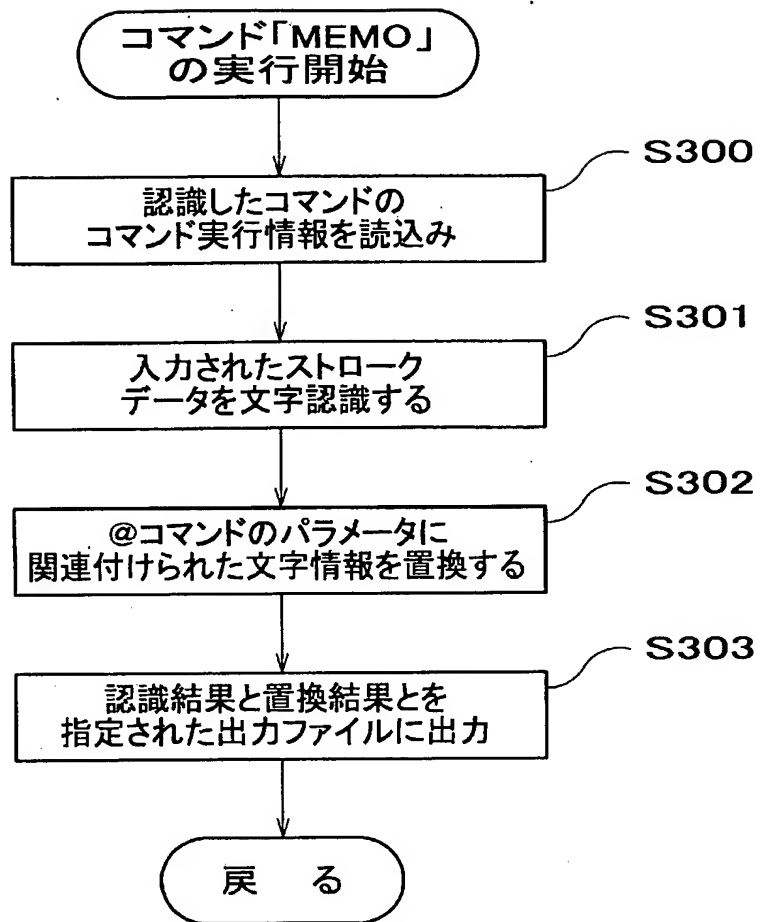 コマンド「MEMO」
の実行開始
S300
認識したコマンドの
コマンド実行情報を読込み
S301
入力されたストローク
データを文字認識する
S302
@コマンドのパラメータに
関連付けられた文字情報を置換する
S303
認識結果と置換結果とを
指定された出力ファイルに出力
戻 る